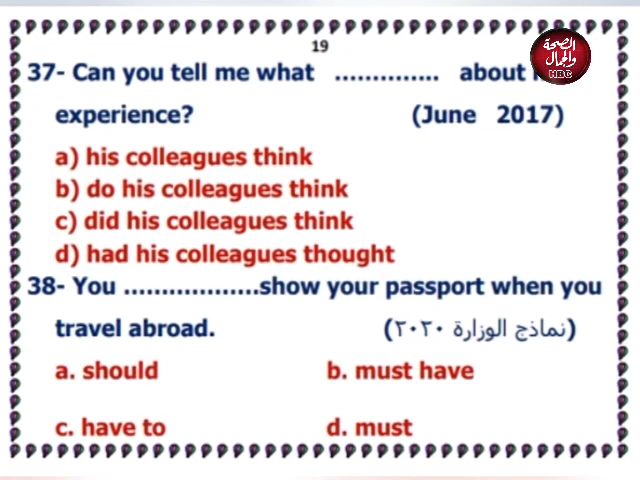 19
الصحة
والجمال
HBG
37- Can you tell me what .............. about
experience? (June 2017)
a) his colleagues think
b) do his colleagues think
c) did his colleagues think
d) had his colleagues thought
38- You ...................show your passport when you
travel abroad. (نماذج الوزارة ٢٠٢٠)
a. should b. must have
c. have to d. must